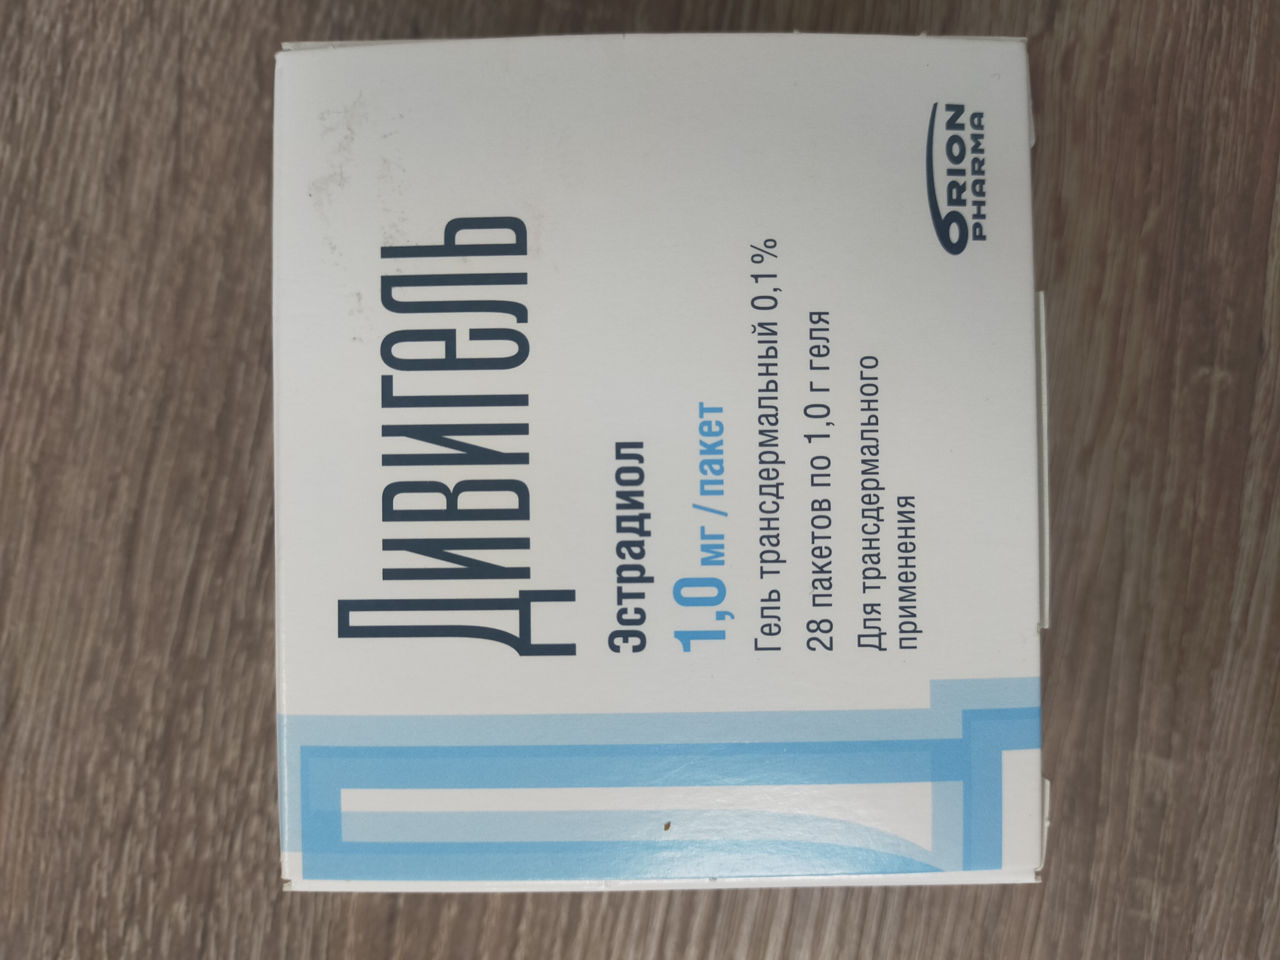 Дивигель
Эстрадиол
1,0 мг / пакет
Гель трансдермальный 0,1%
28 пакетов по 1,0 г геля
Для трансдермального
применения
ORION
PHARMA